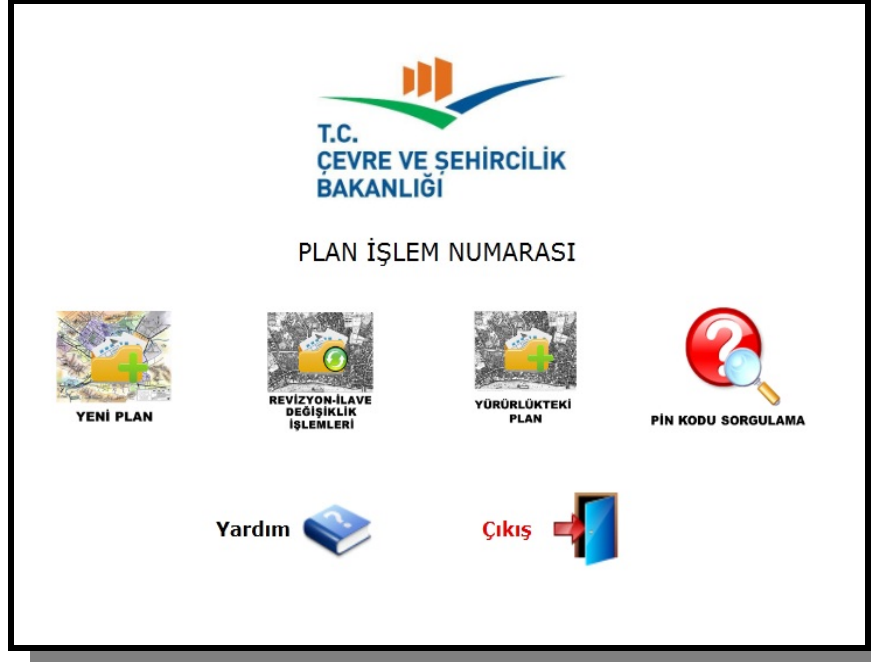 T.C.
ÇEVRE VE ŞEHİRCİLİK
BAKANLIĞI
PLAN İŞLEM NUMARASI
YENİ PLAN
REVİZYON-İLAVE
DEĞİŞİKLİK
İŞLEMLERİ
YÜRÜRLÜKTEKİ
PLAN
PİN KODU SORGULAMA
Yardım
Çıkış